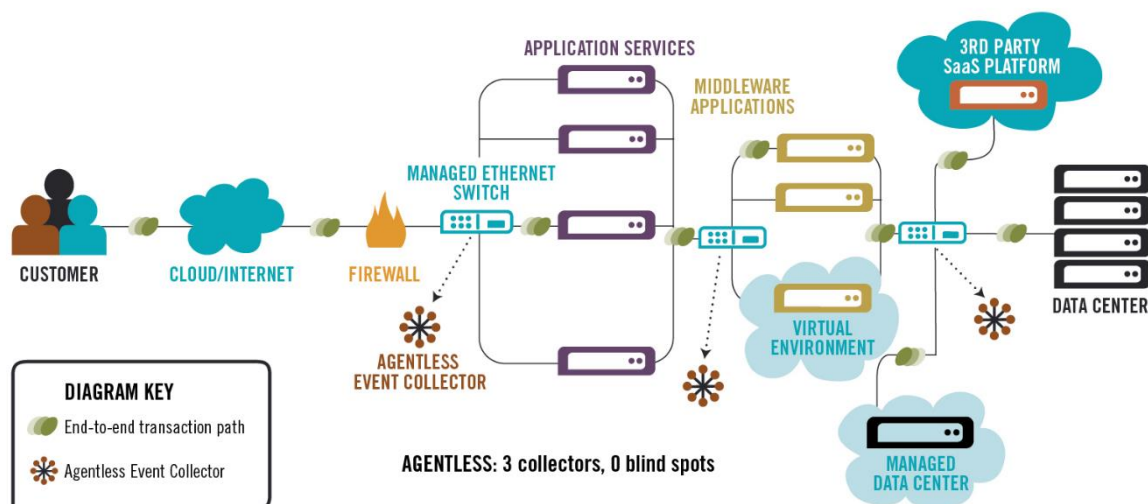 APPLICATION SERVICES
3RD PARTY
SaaS PLATFORM
MIDDLEWARE
APPLICATIONS
MANAGED ETHERNET
SWITCH
CUSTOMER
CLOUD/INTERNET
FIREWALL
DATA CENTER
VIRTUAL
ENVIRONMENT
AGENTLESS
EVENT COLLECTOR
DIAGRAM KEY
End-to-end transaction path
Agentless Event Collector
AGENTLESS: 3 collectors, 0 blind spots
MANAGED
DATA CENTER